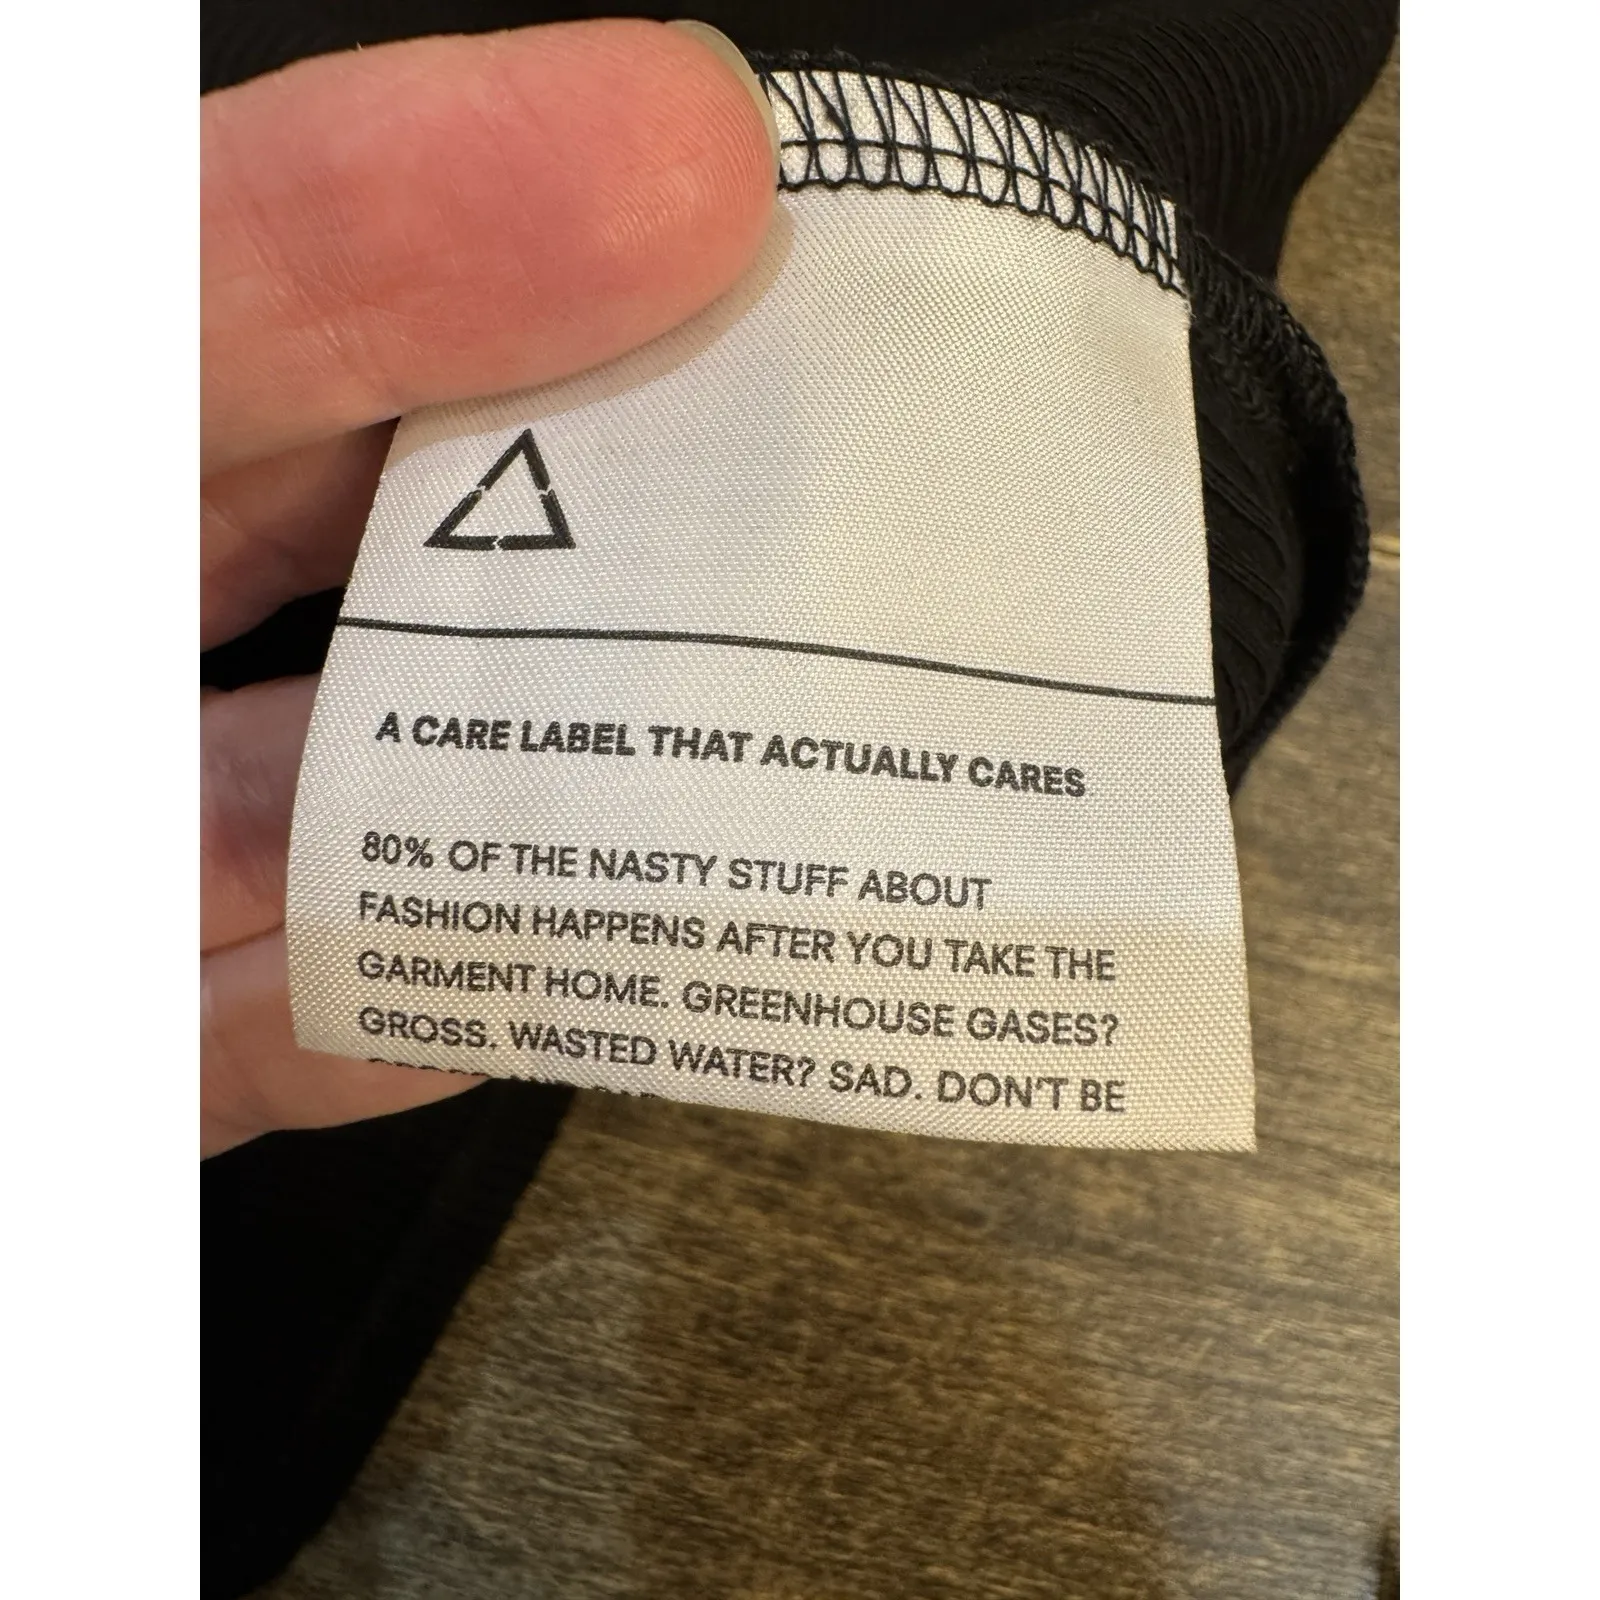 A CARE LABEL THAT ACTUALLY CARES
80% OF THE NASTY STUFF ABOUT
FASHION HAPPENS AFTER YOU TAKE THE
GARMENT HOME. GREENHOUSE GASES?
GROSS. WASTED WATER? SAD. DON'T BE